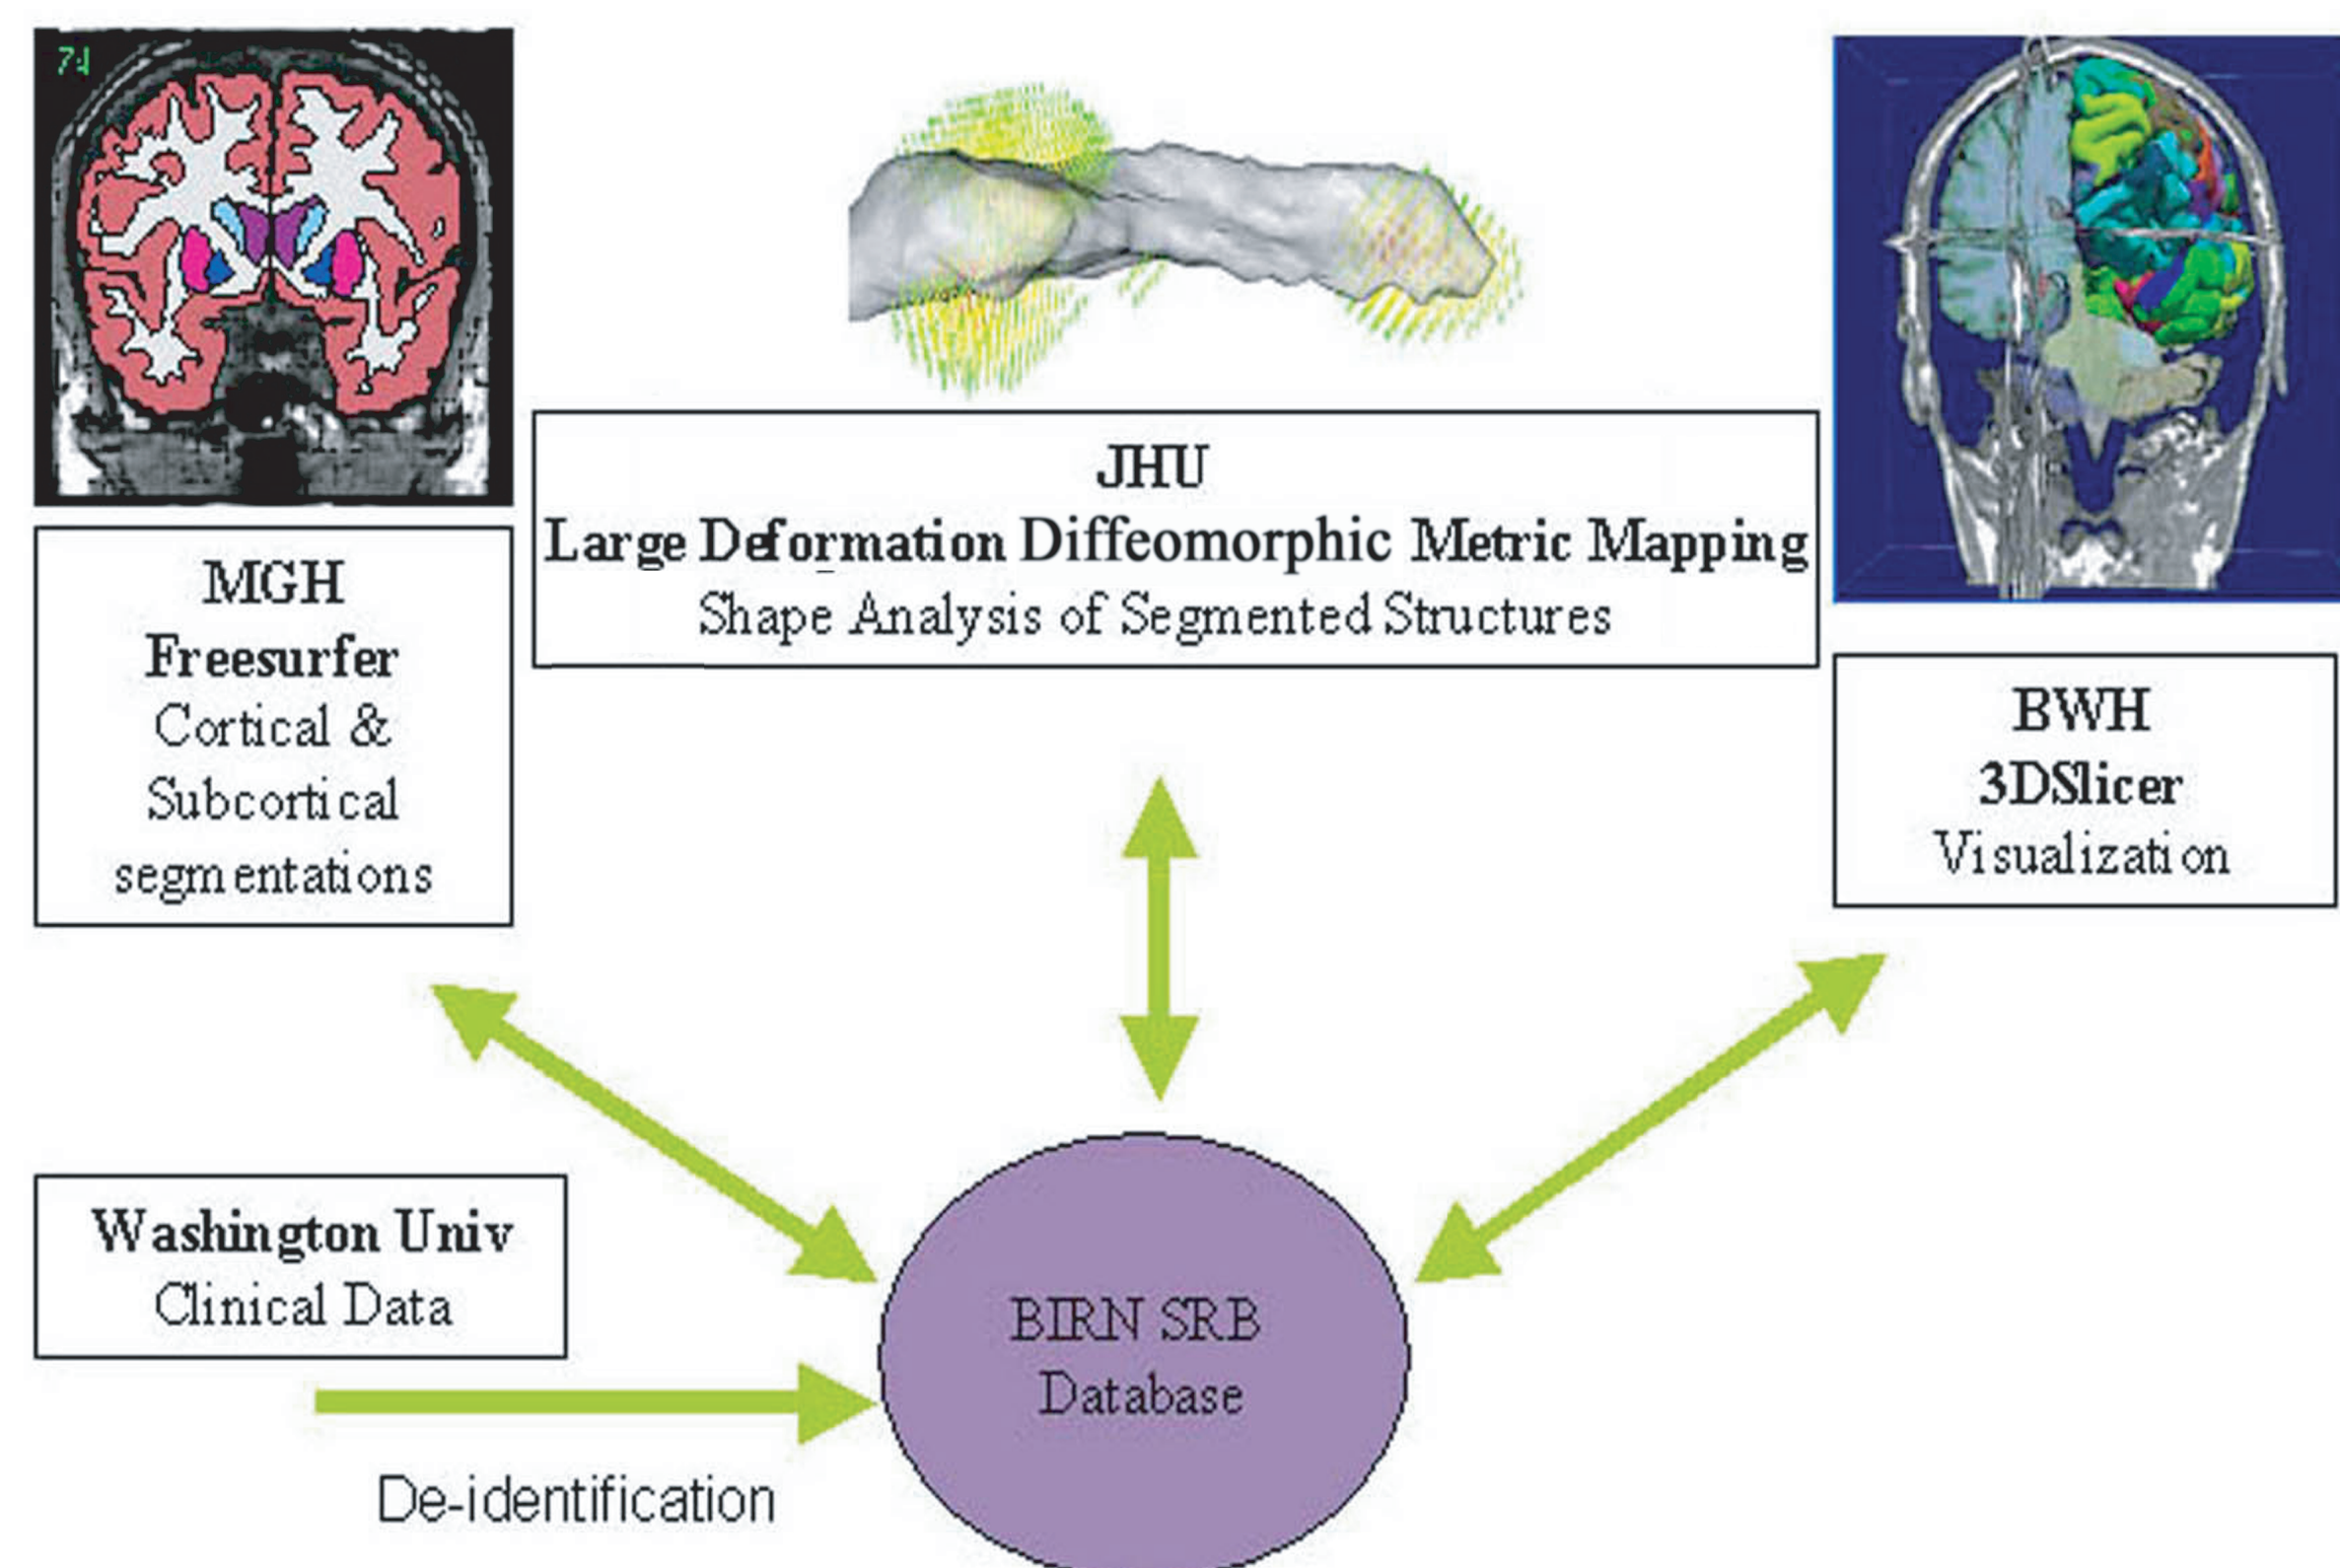 74
JHU
Large Deformation Diffeomorphic Metric Mapping
Shape Analysis of Segmented Structures
MGH
Freesurfer
Cortical &
Subcortical
segmentations
BWH
3DSlicer
Visualization
Washington Univ
Clinical Data
De-identification
BIRN SRB
Database